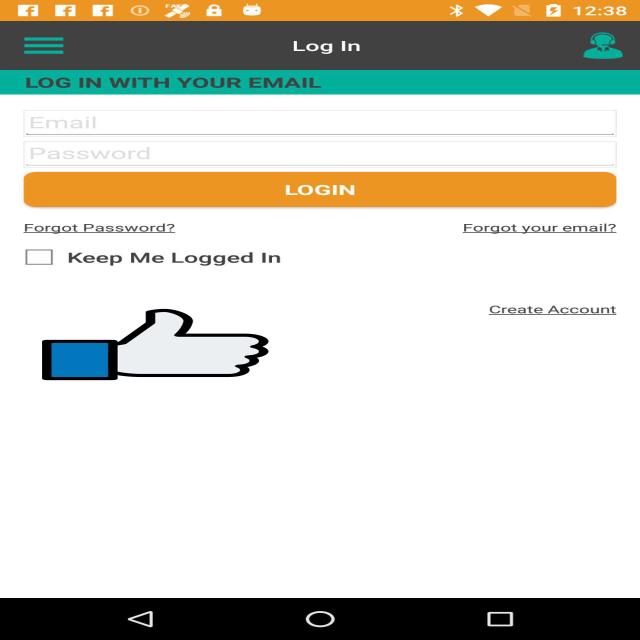 12:38
Log In
LOG IN WITH YOUR EMAIL
Email
Password
LOGIN
Forgot Password? Forgot your email?
Keep Me Logged In
Create Account